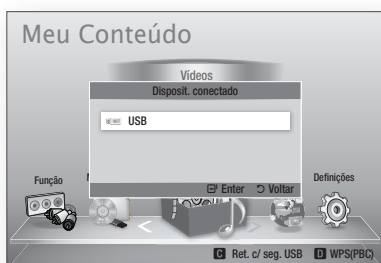 Meu Conteúdo
Vídeos
Disposit. conectado
USB
Função
Definições
Enter Voltar
C Ret. c/ seg. USB D WPS(PBC)